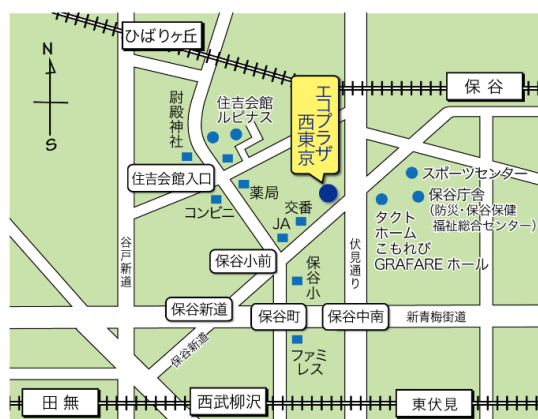 ひばりヶ丘
N
S
保谷
住吉会館
ルピナス
尉殿神社
エコプラザ
西東京
スポーツセンター
住吉会館入口
薬局
保谷庁舎
(防災・保谷保健
福祉総合センター)
コンビニ
交番
タクト
ホーム
こもれび
GRAFARE ホール
JA
谷戸新道
伏見通り
保谷小前
保谷小
保谷新道
保谷町
保谷中南
新青梅街道
保谷新道
ファミ
レス
田無
西武柳沢
東伏見